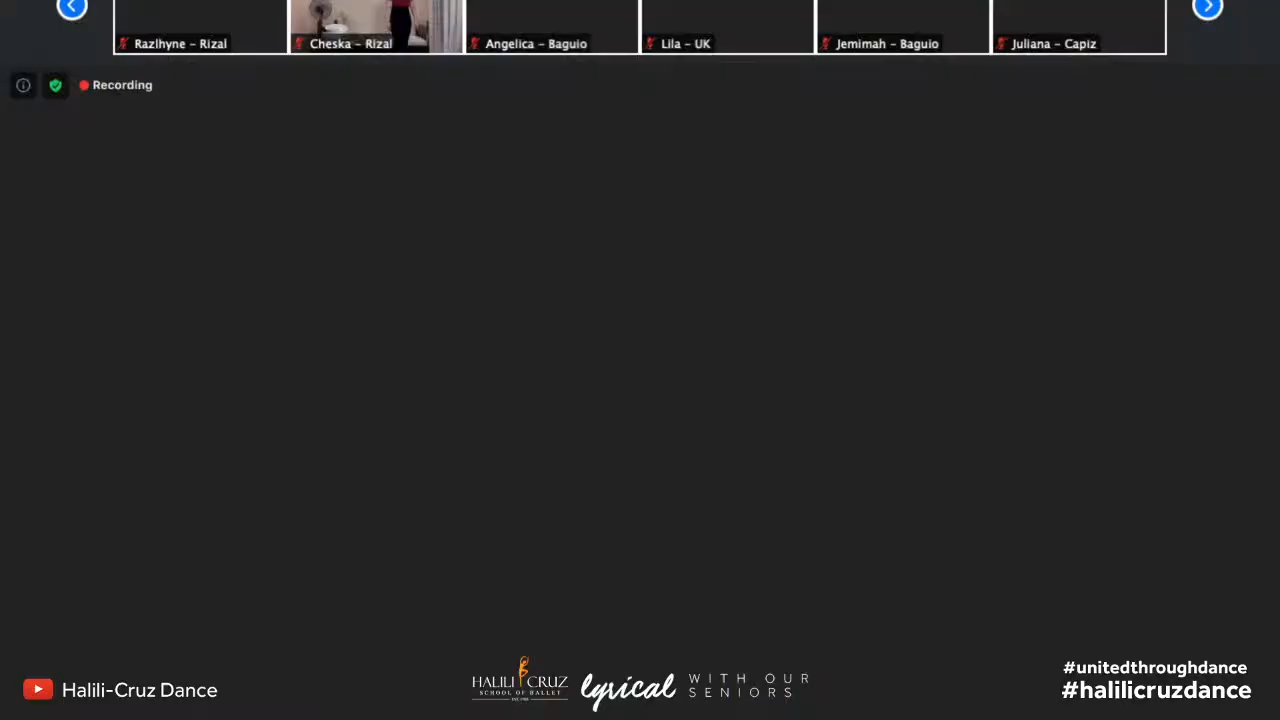 Razlhyne - Rizal
Cheska - Rizal
Angelica - Baguio
Lila - UK
Jemimah - Baguio
Juliana - Capiz
Recording
#unitedthroughdance
Halili-Cruz Dance
HALILI CRUZ
SCHOOL OF BALLET
lyrical
WITH OUR
SENIORS
#halilicruzdance